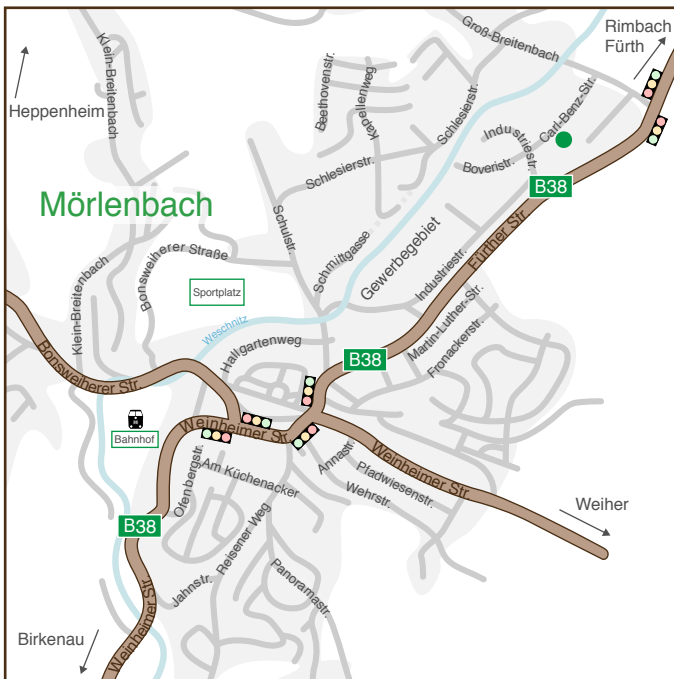 Groß-Breitenbach
Rimbach
Fürth
Klein-Breitenbach
Heppenheim
Beethovenstr.
Kapellenweg
Schlesierstr.
Industriestr.
Carl-Benz-Str.
Boveristr.
Schlesierstr.
B38
Mörlenbach
Schulstr.
Schmittgasse
Gewerbegebiet
Fürther Str.
Bonsweiherer Straße
Klein-Breitenbach
Sportplatz
Industriestr.
Weschnitz
Hallgartenweg
Martin-Luther-Str.
Fronackerstr.
B38
Bonsweiherer Str.
Bahnhof
Weinheimer Str.
Weinheimer Str
Annastr.
Pfadwiesenstr.
Wehrstr.
Am Küchenacker
Ofenbergstr.
Reisener Weg
Weiher
B38
Jahnstr.
Panoramastr.
Weinheimer Str.
Birkenau